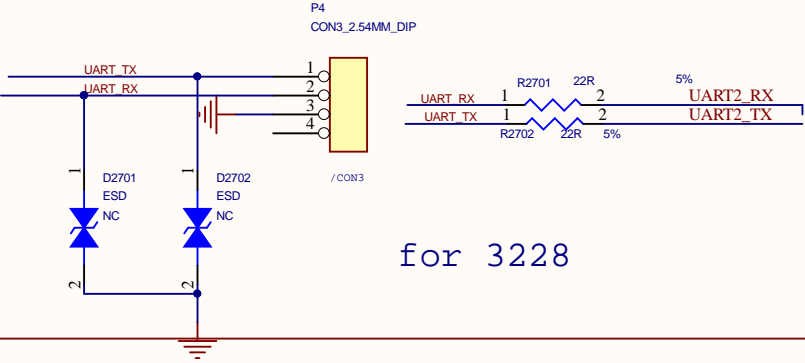 P4
CON3_2.54MM_DIP
UART_TX
UART_RX
1
2
3
4
/CON3
1
D2701
ESD
NC
2
1
D2702
ESD
NC
2
R2701 22R 5%
UART_RX 1 2 UART2_RX
UART_TX 1 2 UART2_TX
R2702 22R 5%
for 3228